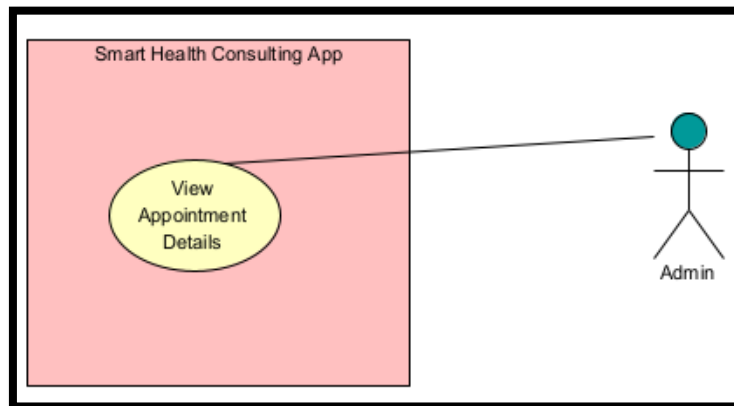 Smart Health Consulting App
View
Appointment
Details
Admin